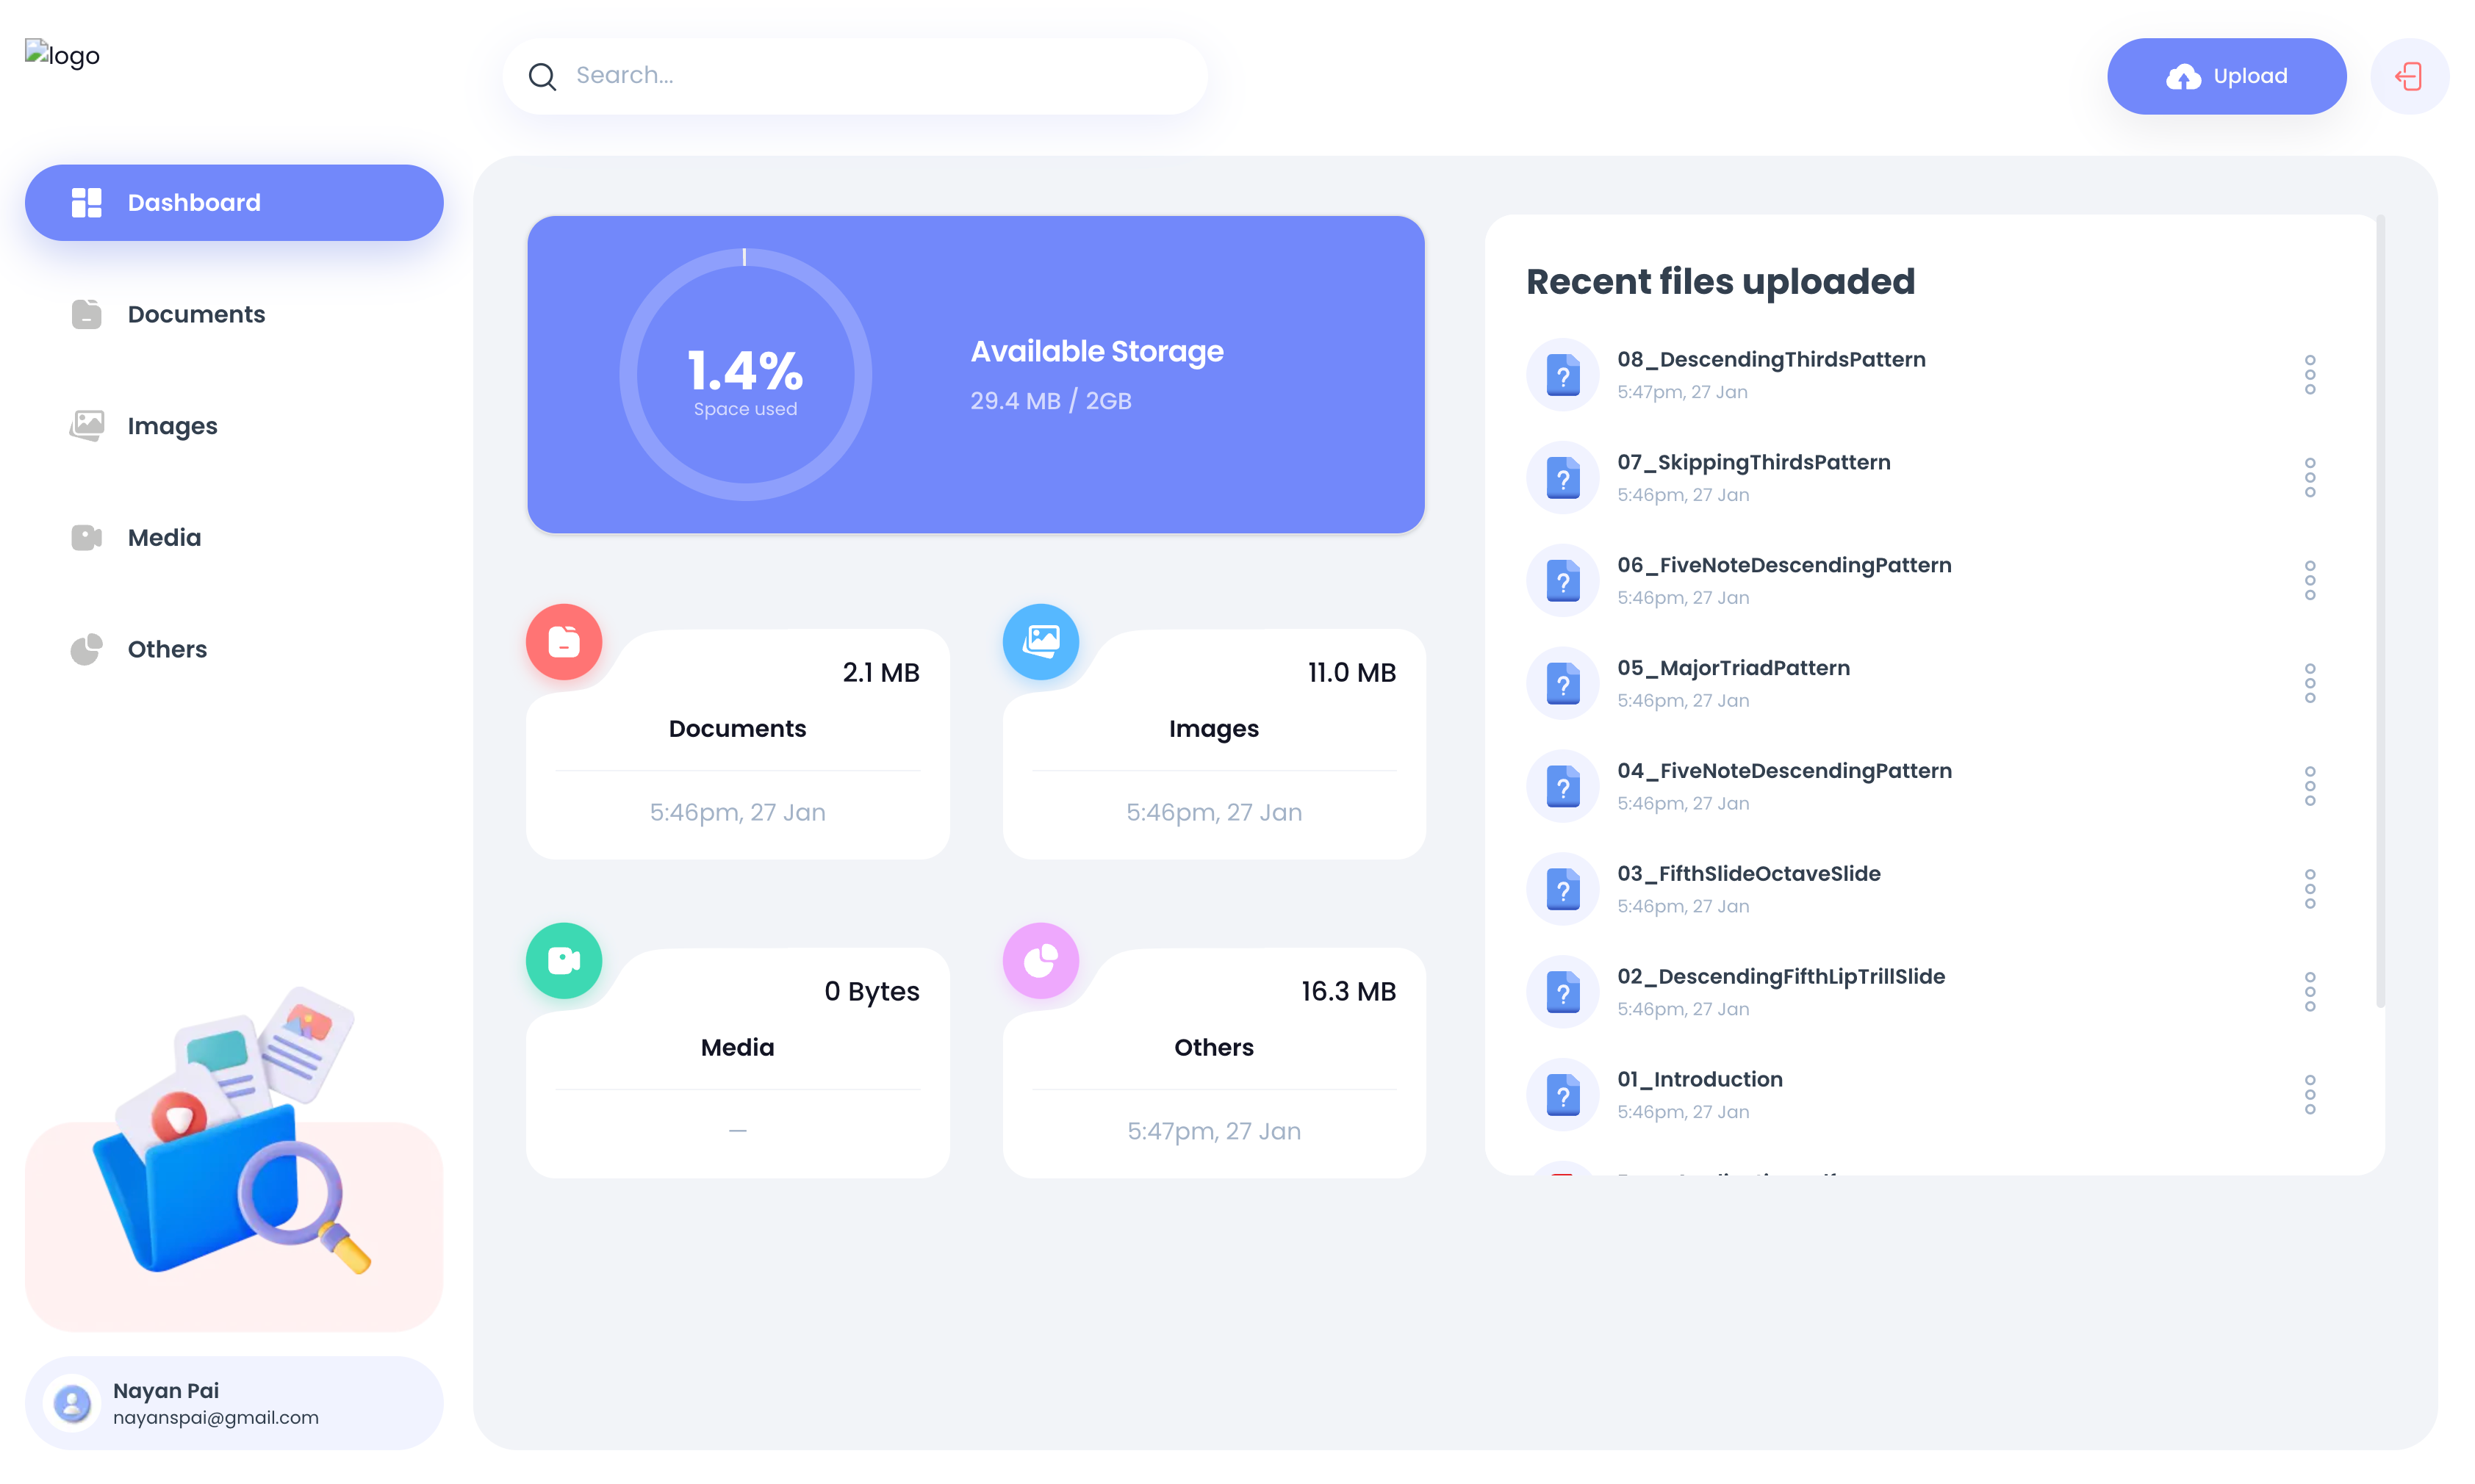 logo
Search...
Upload
Dashboard
Documents
Images
Media
Others
Nayan Pai
nayanspai@gmail.com
1.4%
Space used
Available Storage
29.4 MB / 2GB
2.1 MB
Documents
5:46pm, 27 Jan
11.0 MB
Images
5:46pm, 27 Jan
0 Bytes
Media
—
16.3 MB
Others
5:47pm, 27 Jan
Recent files uploaded
08_DescendingThirdsPattern
5:47pm, 27 Jan
07_SkippingThirdsPattern
5:46pm, 27 Jan
06_FiveNoteDescendingPattern
5:46pm, 27 Jan
05_MajorTriadPattern
5:46pm, 27 Jan
04_FiveNoteDescendingPattern
5:46pm, 27 Jan
03_FifthSlideOctaveSlide
5:46pm, 27 Jan
02_DescendingFifthLipTrillSlide
5:46pm, 27 Jan
01_Introduction
5:46pm, 27 Jan